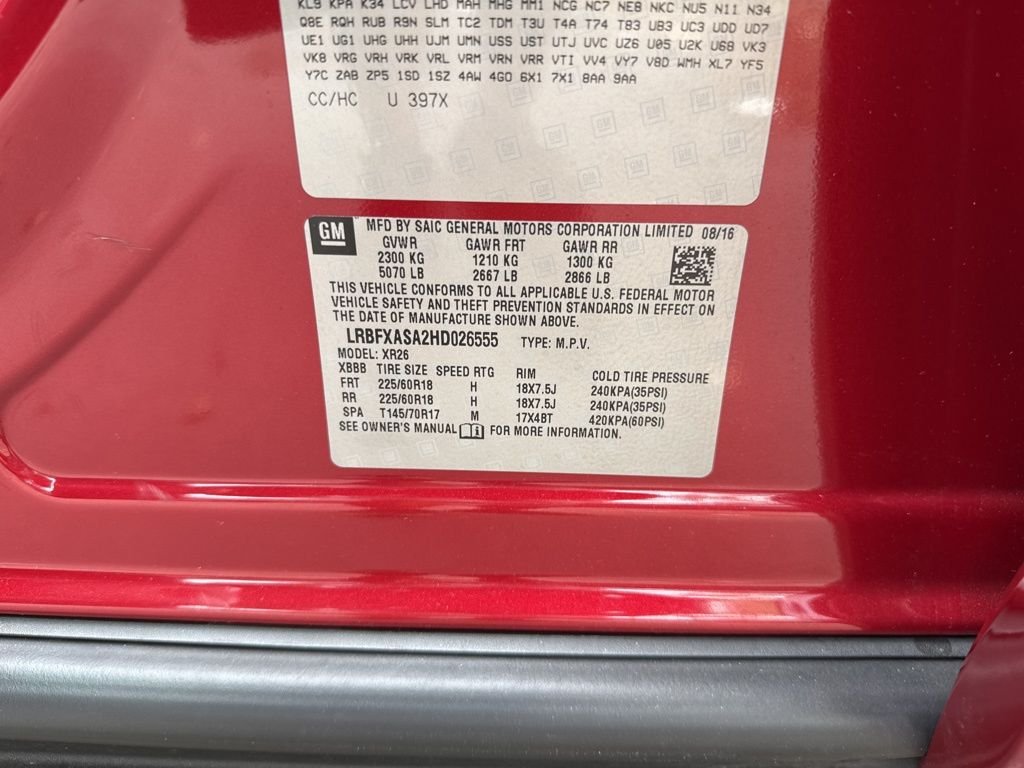 KL9 KPA K34 LCV LHD MAH MHG MM1 NCG NC7 NE8 NKC NU5 N11 N34
Q8E RQH RUB R9N SLM TC2 TDM T3U T4A T74 T83 UB3 UC3 UDD UD7
UE1 UG1 UHG UHH UJM UMN USS UST UTJ UVC UZ6 U05 U2K U68 VK3
VK8 VRG VRH VRK VRL VRM VRN VRR VTI VV4 VY7 V8D WMH XL7 YF5
Y7C ZAB ZP5 1SD 1SZ 4AW 4GO 6X1 7X1 8AA 9AA
CC/HC U 397X
GM MFD BY SAIC GENERAL MOTORS CORPORATION LIMITED 08/16
GVWR GAWR FRT GAWR RR
2300 KG 1210 KG 1300 KG
5070 LB 2667 LB 2866 LB
THIS VEHICLE CONFORMS TO ALL APPLICABLE U.S. FEDERAL MOTOR
VEHICLE SAFETY AND THEFT PREVENTION STANDARDS IN EFFECT ON
THE DATE OF MANUFACTURE SHOWN ABOVE.
LRBFXASA2HD026555 TYPE: M.P.V.
MODEL: XR26
XBBB TIRE SIZE SPEED RTG RIM COLD TIRE PRESSURE
FRT 225/60R18 H 18X7.5J 240KPA(35PSI)
RR 225/60R18 H 18X7.5J 240KPA(35PSI)
SPA T145/70R17 M 17X4BT 420KPA(60PSI)
SEE OWNER'S MANUAL FOR MORE INFORMATION.